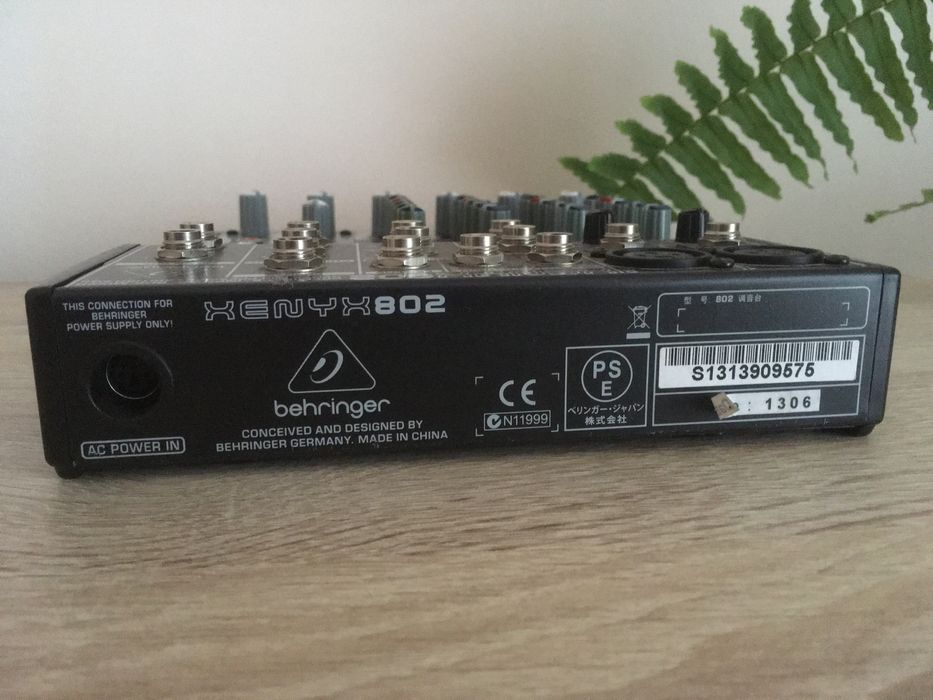 THIS CONNECTION FOR
BEHRINGER
POWER SUPPLY ONLY!
AC POWER IN
XENYX802
behringer
CONCEIVED AND DESIGNED BY
BEHRINGER GERMANY. MADE IN CHINA
CE
N11999
PS
E
ベリンガー・ジャパン
株式会社
型 号 802 调音台
S1313909575
: 1306